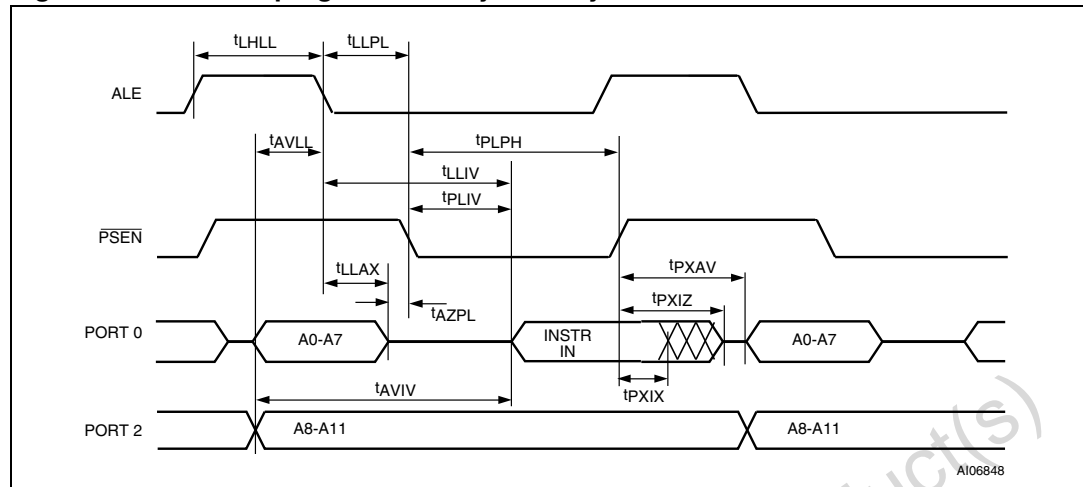 tLHLL
tLLPL
ALE
tAVLL
tPLPH
tLLIV
tPLIV
PSEN
tLLAX
tPXAV
tPXIZ
tAZPL
PORT 0
A0-A7
INSTR
IN
A0-A7
tPXIX
tAVIV
PORT 2
A8-A11
A8-A11
AI06848